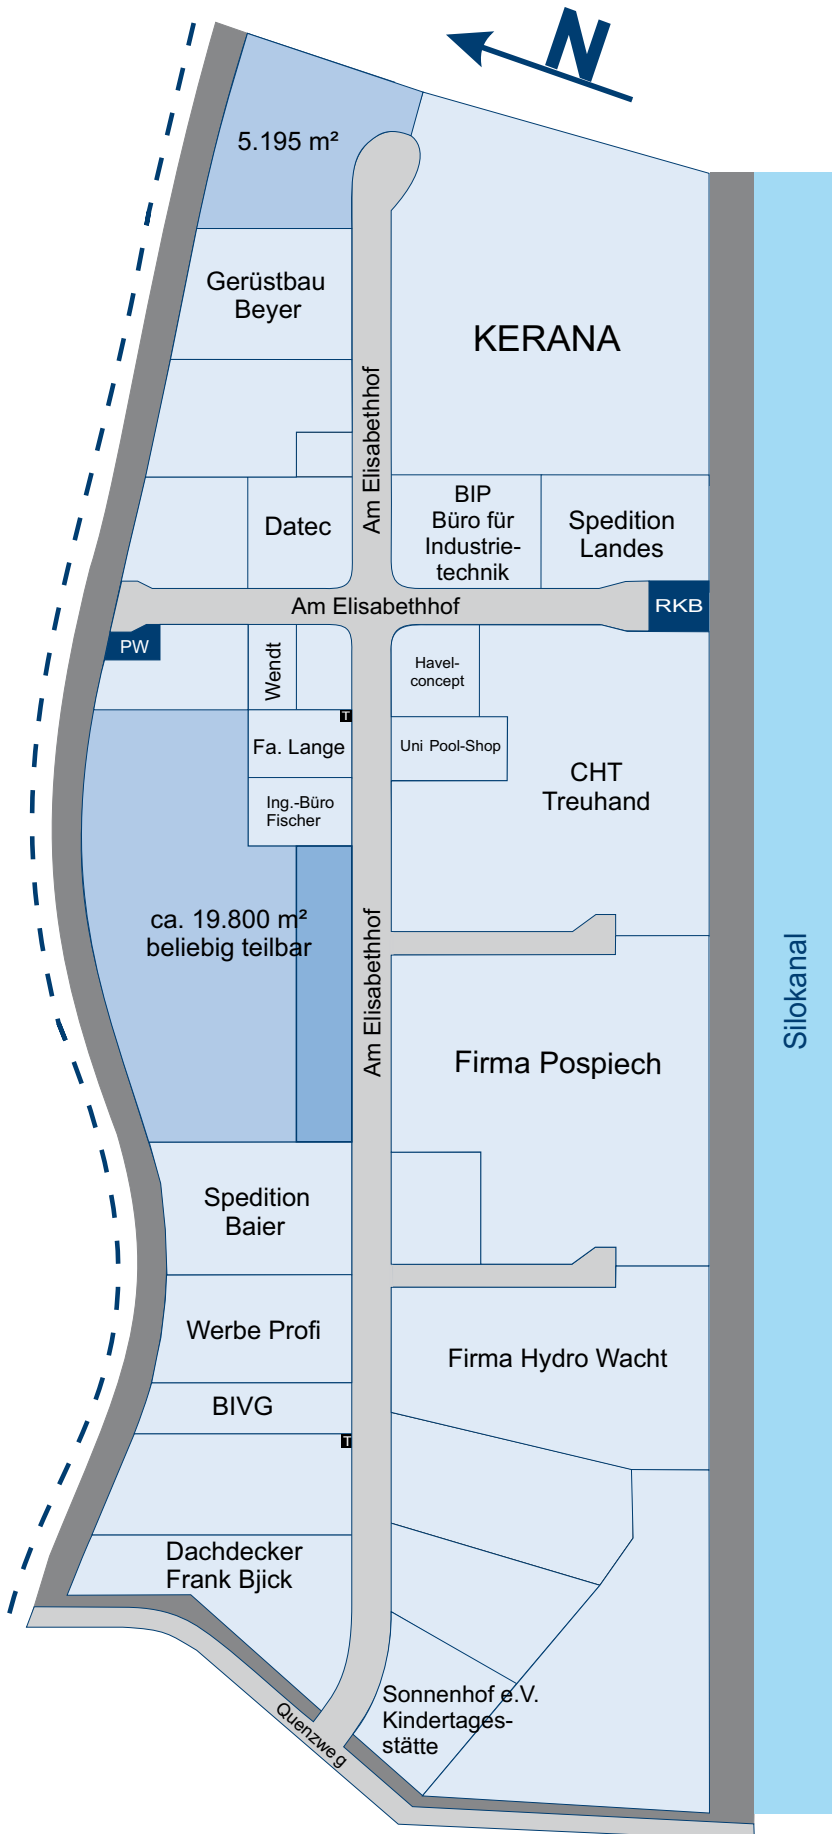 N
5.195 m²
Gerüstbau
Beyer
KERANA
Am Elisabethhof
Datec
BIP
Büro für
Industrie-
technik
Spedition
Landes
Am Elisabethhof
RKB
PW
Wendt
Havel-
concept
T
Fa. Lange
Uni Pool-Shop
CHT
Treuhand
Ing.-Büro
Fischer
ca. 19.800 m²
beliebig teilbar
Am Elisabethhof
Silokanal
Firma Pospiech
Spedition
Baier
Werbe Profi
Firma Hydro Wacht
BIVG
T
Dachdecker
Frank Bjick
Sonnenhof e.V.
Kindertages-
stätte
Quenzweg